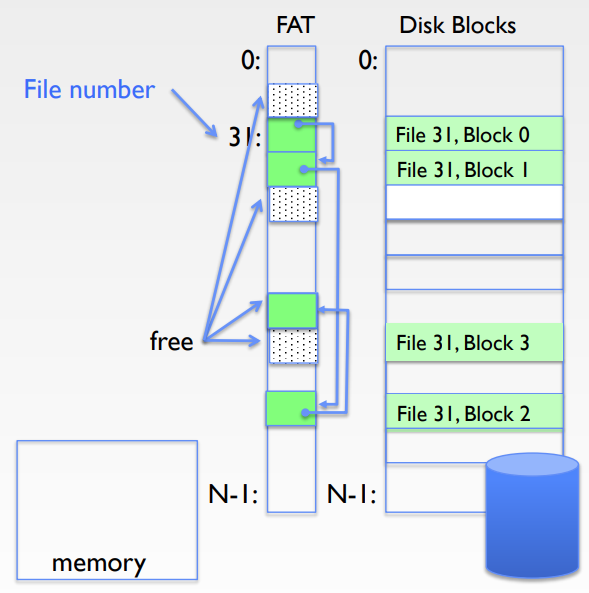 FAT
Disk Blocks
0:
0:
File number
31:
File 31, Block 0
File 31, Block 1
free
File 31, Block 3
File 31, Block 2
N-1:
N-1:
memory